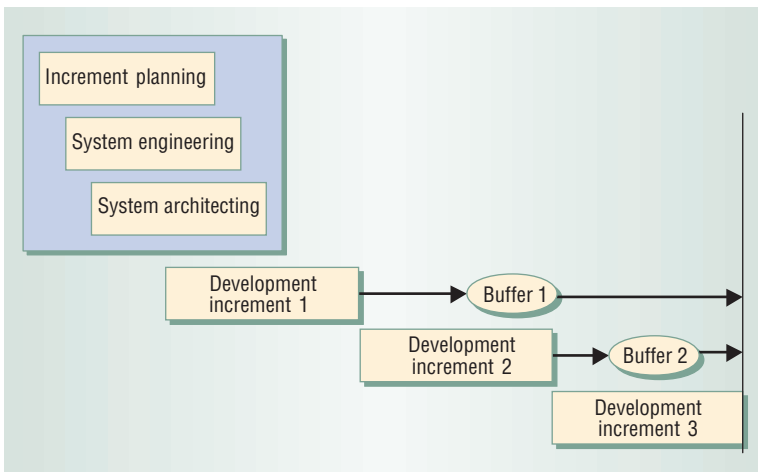 Increment planning
System engineering
System architecting
Development
increment 1
Buffer 1
Development
increment 2
Buffer 2
Development
increment 3